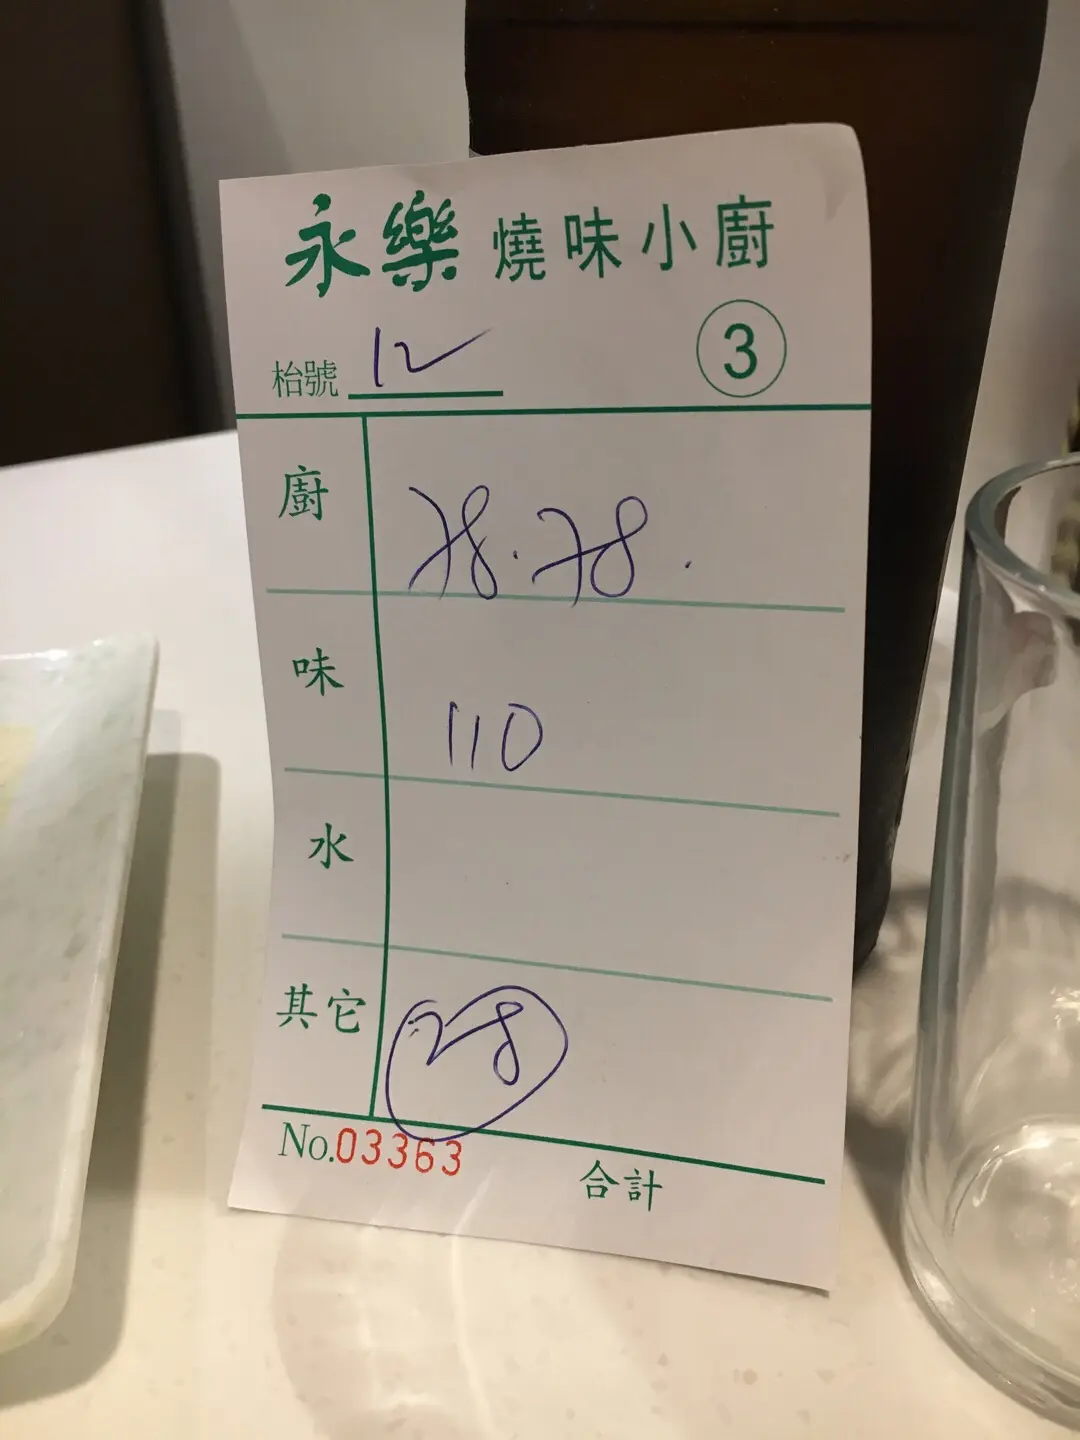 永樂 燒味小廚
枱號 12
3
廚 78. 78.
味 110
水
其它 28
No.03363
合計